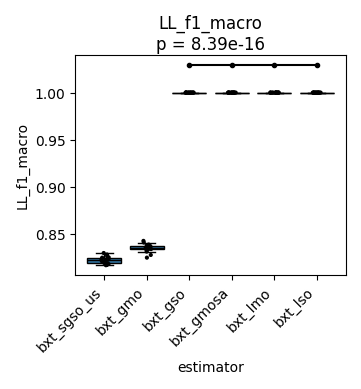 LL_f1_macro
p = 8.39e-16
LL_f1_macro
1.00
0.95
0.90
0.85
bxt_sgso_us
bxt_gmo
bxt_gso
bxt_gmosa
bxt_lmo
bxt_lso
estimator